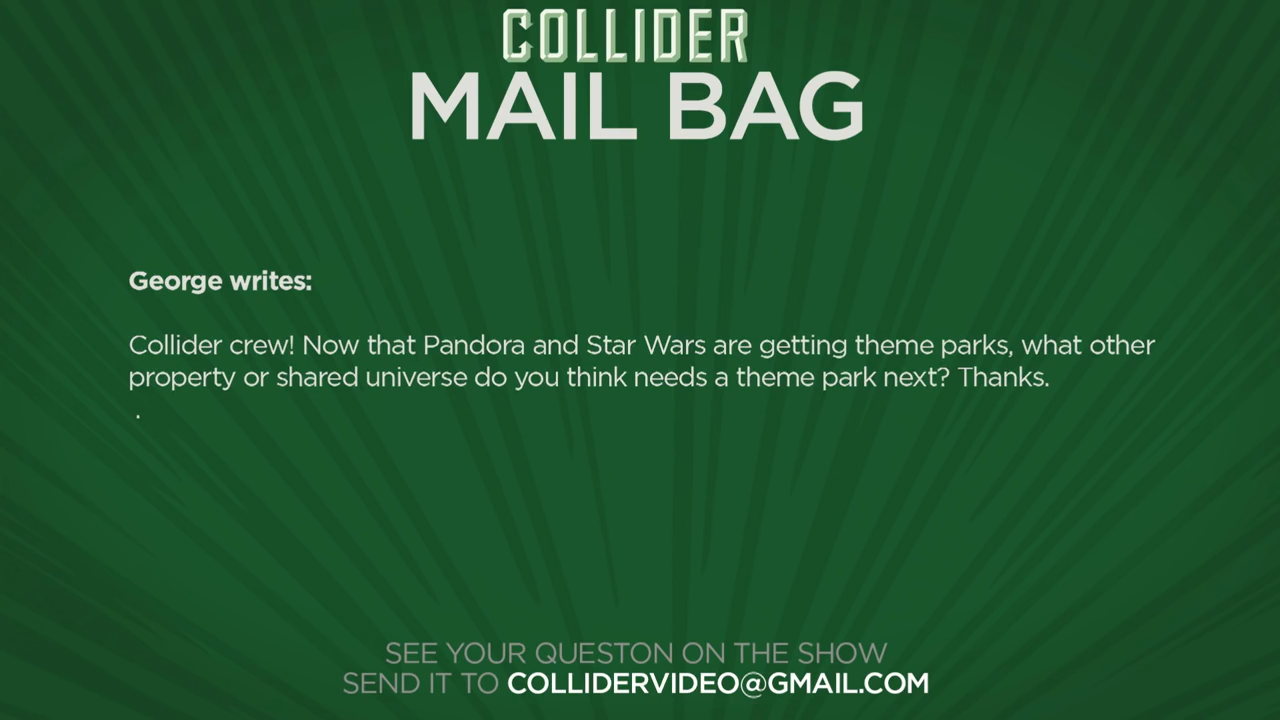 COLLIDER
MAIL BAG
George writes:
Collider crew! Now that Pandora and Star Wars are getting theme parks, what other
property or shared universe do you think needs a theme park next? Thanks.
.
SEE YOUR QUESTON ON THE SHOW
SEND IT TO COLLIDERVIDEO@GMAIL.COM